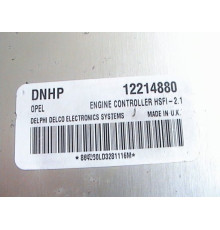 DNHP 12214880
OPEL ENGINE CONTROLLER HSFI-2.1
DELPHI DELCO ELECTRONICS SYSTEMS MADE IN U.K.